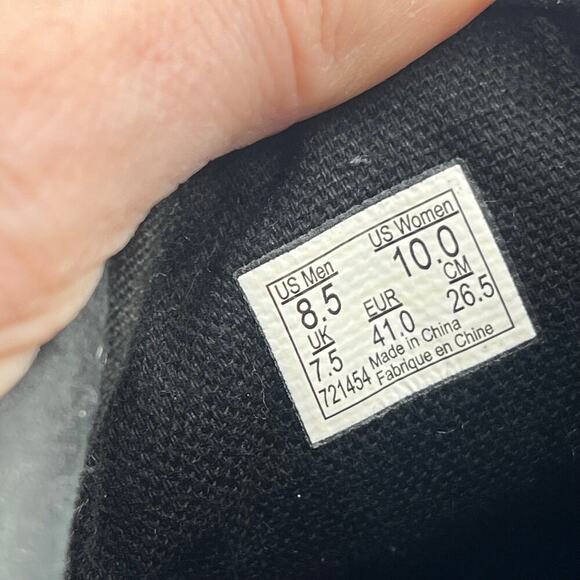 US Men US Women
8.5 10.0
UK EUR CM
7.5 41.0 26.5
721454 Made in China
Fabrique en Chine